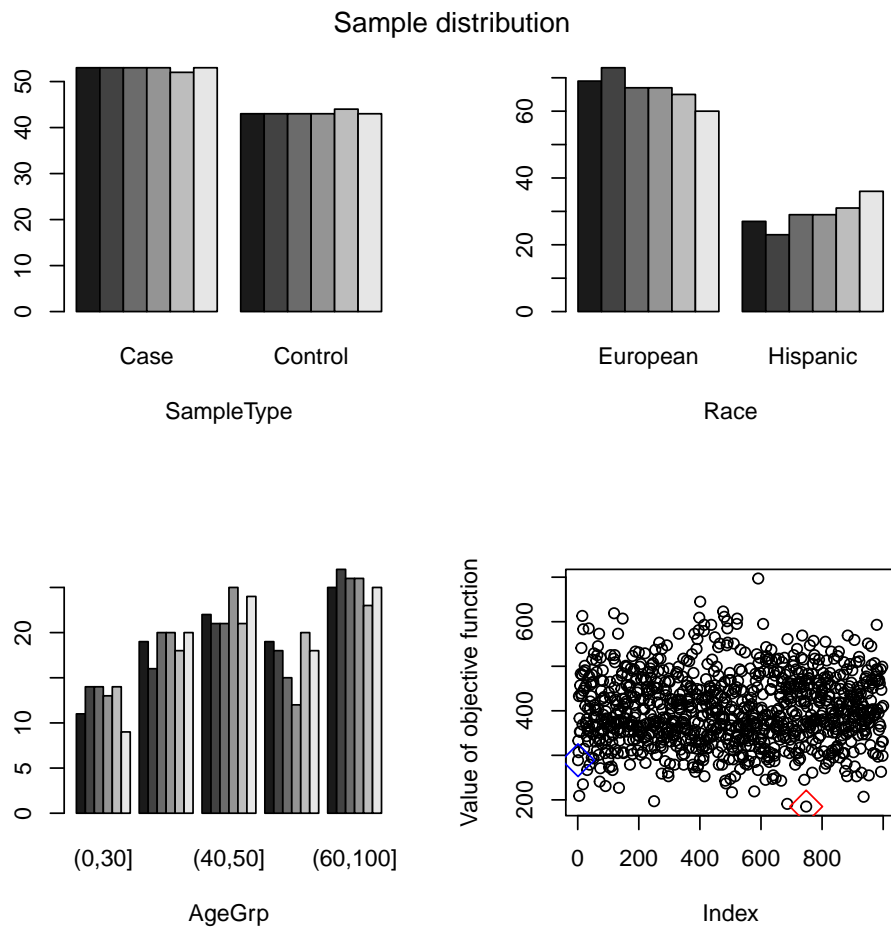 Sample distribution
0 10 20 30 40 50
Case Control
SampleType
0 20 40 60
European Hispanic
Race
0 5 10 20
(0,30] (40,50] (60,100]
AgeGrp
Value of objective function
200 400 600
0 200 400 600 800
Index